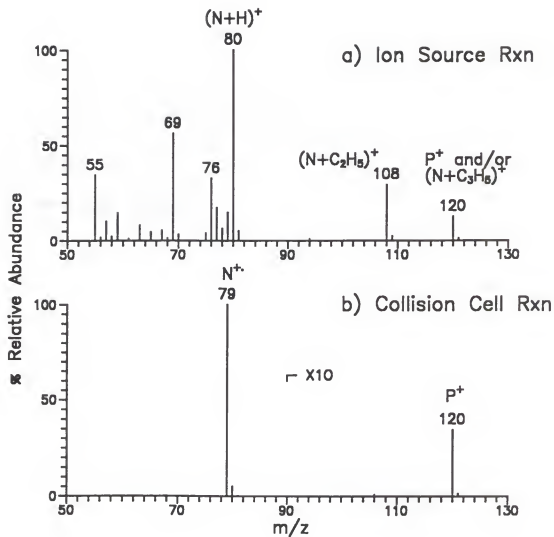 (N+H)+
80
a) Ion Source Rxn
100
69
55
76
50
(N+C2H5)+
108
P+ and/or
(N+C3H5)+
120
0
50 70 90 110 130
N+·
79
b) Collision Cell Rxn
100
X10
P+
120
50
0
50 70 90 110 130
m/z
% Relative Abundance